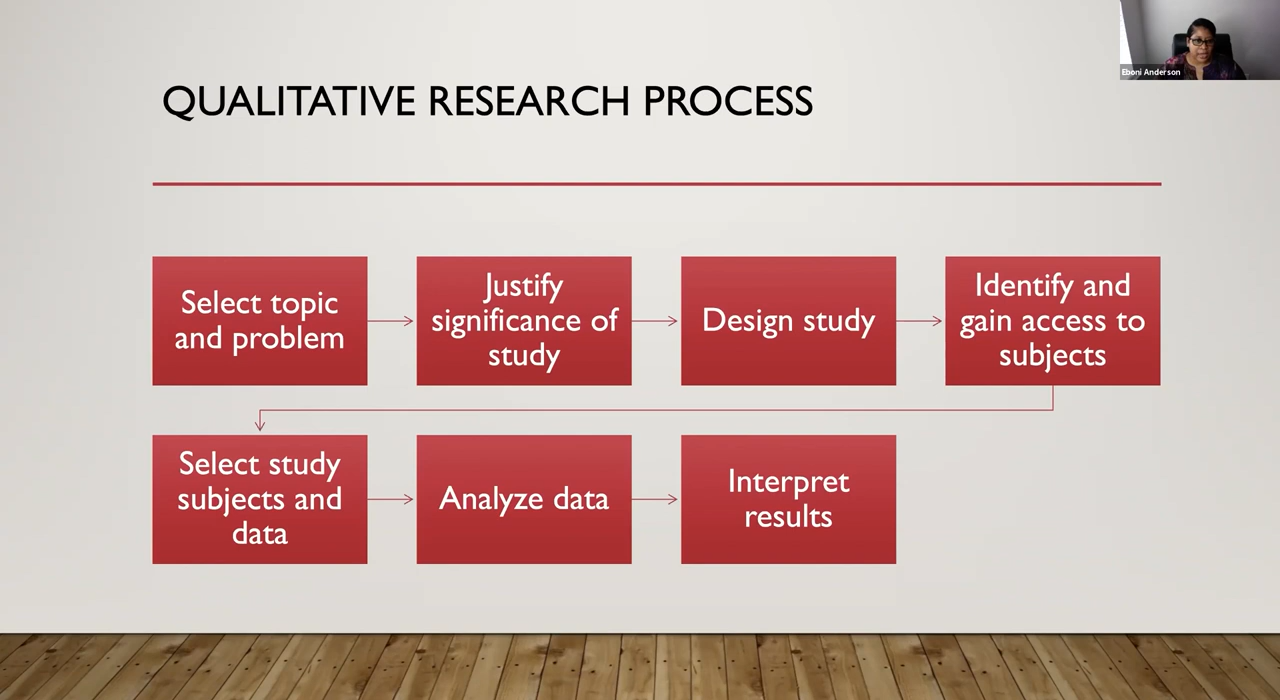 Eboni Anderson
QUALITATIVE RESEARCH PROCESS
Select topic
and problem
Justify
significance of
study
Design study
Identify and
gain access to
subjects
Select study
subjects and
data
Analyze data
Interpret
results